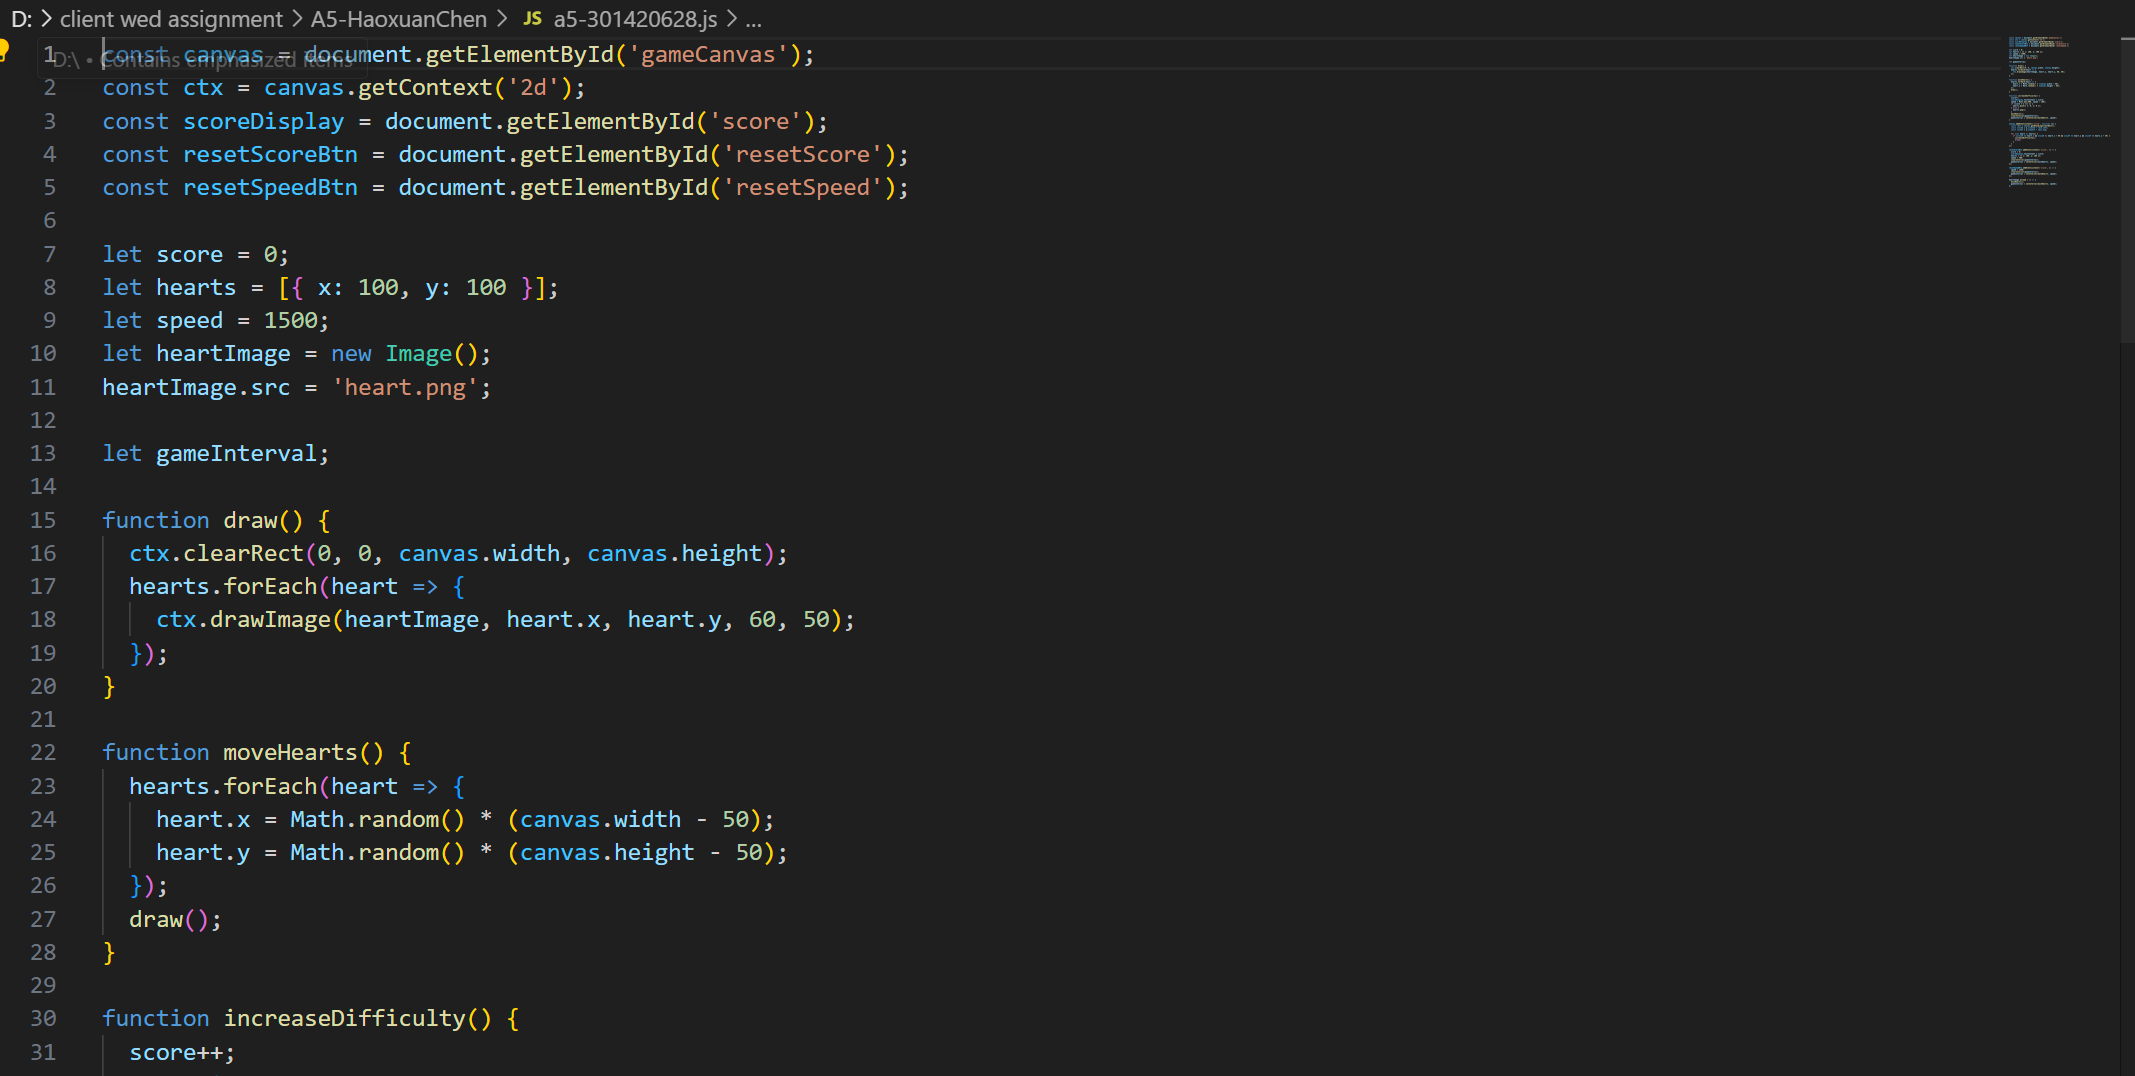 D: > client wed assignment > A5-HaoxuanChen > JS a5-301420628.js > ...
D:\ • Contains emphasized items
1 const canvas = document.getElementById('gameCanvas');
2 const ctx = canvas.getContext('2d');
3 const scoreDisplay = document.getElementById('score');
4 const resetScoreBtn = document.getElementById('resetScore');
5 const resetSpeedBtn = document.getElementById('resetSpeed');
6
7 let score = 0;
8 let hearts = [{ x: 100, y: 100 }];
9 let speed = 1500;
10 let heartImage = new Image();
11 heartImage.src = 'heart.png';
12
13 let gameInterval;
14
15 function draw() {
16   ctx.clearRect(0, 0, canvas.width, canvas.height);
17   hearts.forEach(heart => {
18     ctx.drawImage(heartImage, heart.x, heart.y, 60, 50);
19   });
20 }
21
22 function moveHearts() {
23   hearts.forEach(heart => {
24     heart.x = Math.random() * (canvas.width - 50);
25     heart.y = Math.random() * (canvas.height - 50);
26   });
27   draw();
28 }
29
30 function increaseDifficulty() {
31   score++;